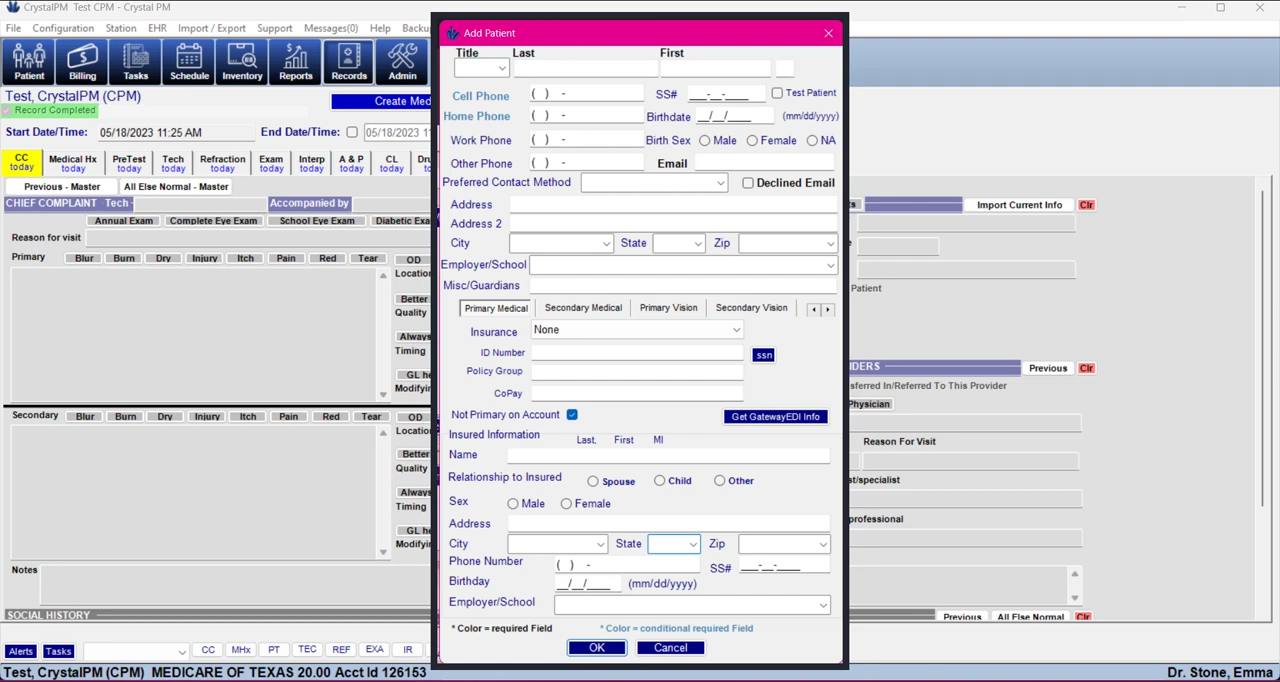 CrystalPM Test CPM - Crystal PM
File Configuration Station EHR Import / Export Support Messages(0) Help Backu
Patient Billing Tasks Schedule Inventory Reports Records Admin
Test, CrystalPM (CPM)
Record Completed
Create Med
Start Date/Time: 05/18/2023 11:25 AM End Date/Time: 05/18/2023 11:
CC today Medical Hx today PreTest today Tech today Refraction today Exam today Interp today A & P today CL today Dru today
Previous - Master All Else Normal - Master
CHIEF COMPLAINT Tech - Accompanied by
Annual Exam Complete Eye Exam School Eye Exam Diabetic Exa
Reason for visit
Primary Blur Burn Dry Injury Itch Pain Red Tear OD
Location
Better
Quality
Always
Timing
GL he
Modifyin
Secondary Blur Burn Dry Injury Itch Pain Red Tear OD
Location
Better
Quality
Always
Timing
GL he
Modifyin
Notes
SOCIAL HISTORY
Alerts Tasks CC MHx PT TEC REF EXA IR
Test, CrystalPM (CPM) MEDICARE OF TEXAS 20.00 Acct Id 126153
Add Patient
Title Last First
Cell Phone ( ) - SS# ___-__-____ Test Patient
Home Phone ( ) - Birthdate __/__/____ (mm/dd/yyyy)
Work Phone ( ) - Birth Sex Male Female NA
Other Phone ( ) - Email
Preferred Contact Method Declined Email
Address
Address 2
City State Zip
Employer/School
Misc/Guardians
Primary Medical Secondary Medical Primary Vision Secondary Vision
Insurance None
ID Number ssn
Policy Group
CoPay
Not Primary on Account Get GatewayEDI Info
Insured Information Last, First MI
Name
Relationship to Insured Spouse Child Other
Sex Male Female
Address
City State Zip
Phone Number ( ) - SS# ___-__-____
Birthday __/__/____ (mm/dd/yyyy)
Employer/School
* Color = required Field * Color = conditional required Field
OK Cancel
ts Import Current Info Clr
Patient
DERS Previous Clr
sferred In/Referred To This Provider
Physician
Reason For Visit
st/specialist
professional
Previous All Else Normal Clr
Dr. Stone, Emma